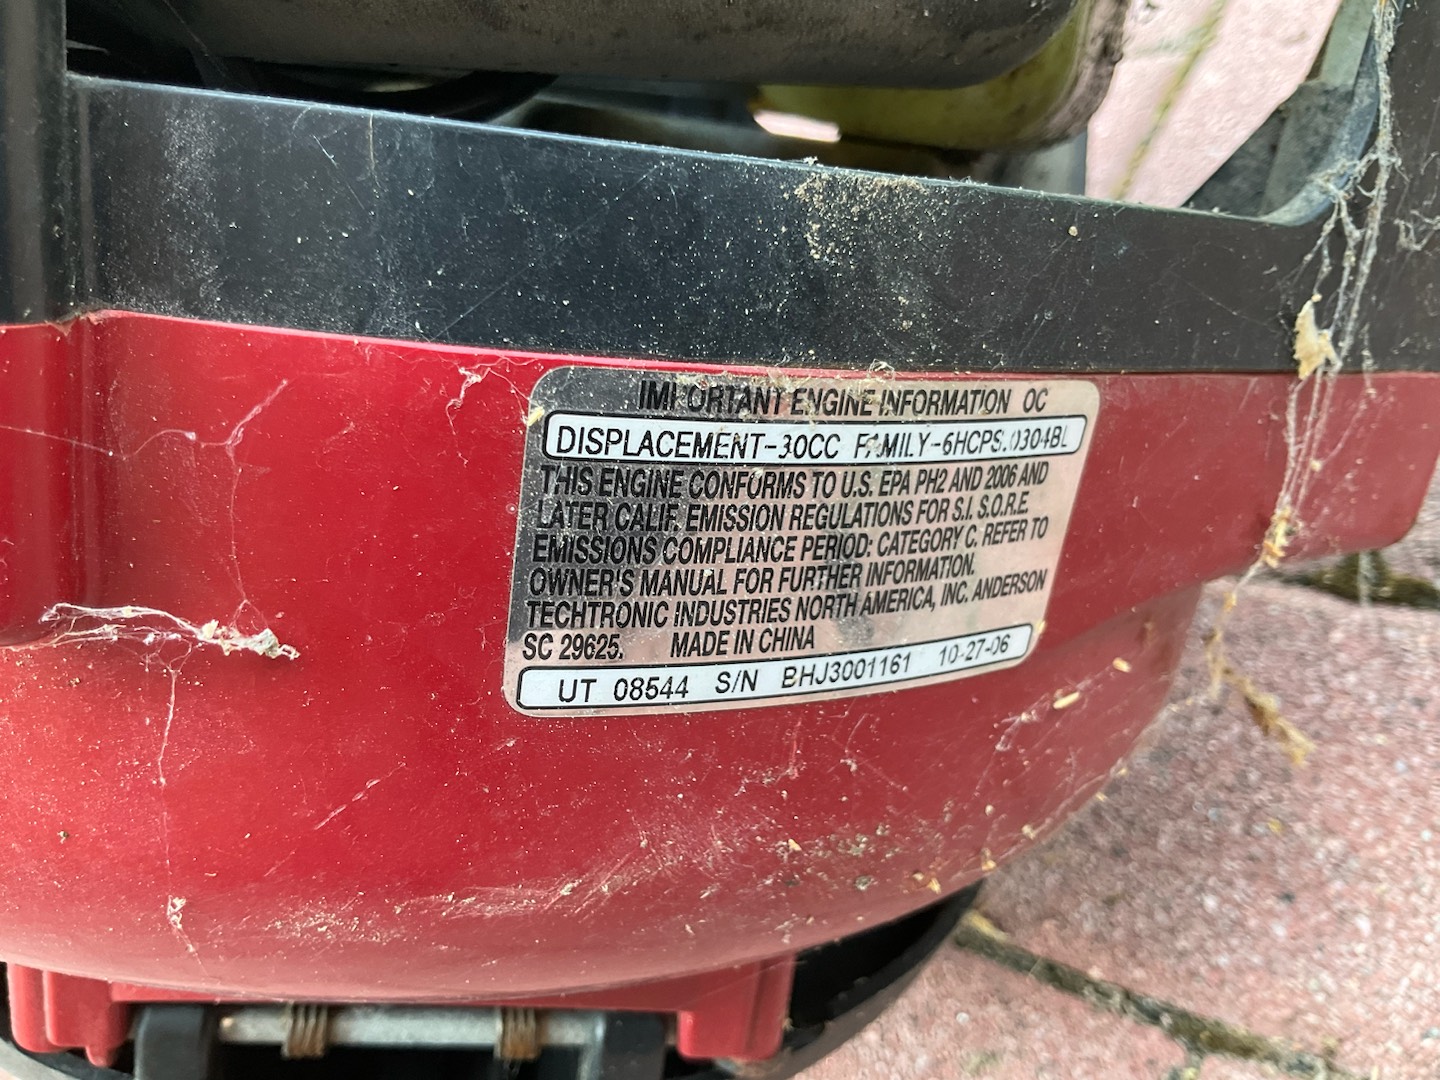 IMPORTANT ENGINE INFORMATION OC
DISPLACEMENT-30CC FAMILY-6HCPS.0304BL
THIS ENGINE CONFORMS TO U.S. EPA PH2 AND 2006 AND
LATER CALIF. EMISSION REGULATIONS FOR S.I. S.O.R.E.
EMISSIONS COMPLIANCE PERIOD: CATEGORY C. REFER TO
OWNER'S MANUAL FOR FURTHER INFORMATION.
TECHTRONIC INDUSTRIES NORTH AMERICA, INC. ANDERSON
SC 29625. MADE IN CHINA
UT 08544 S/N BHJ3001161 10-27-06